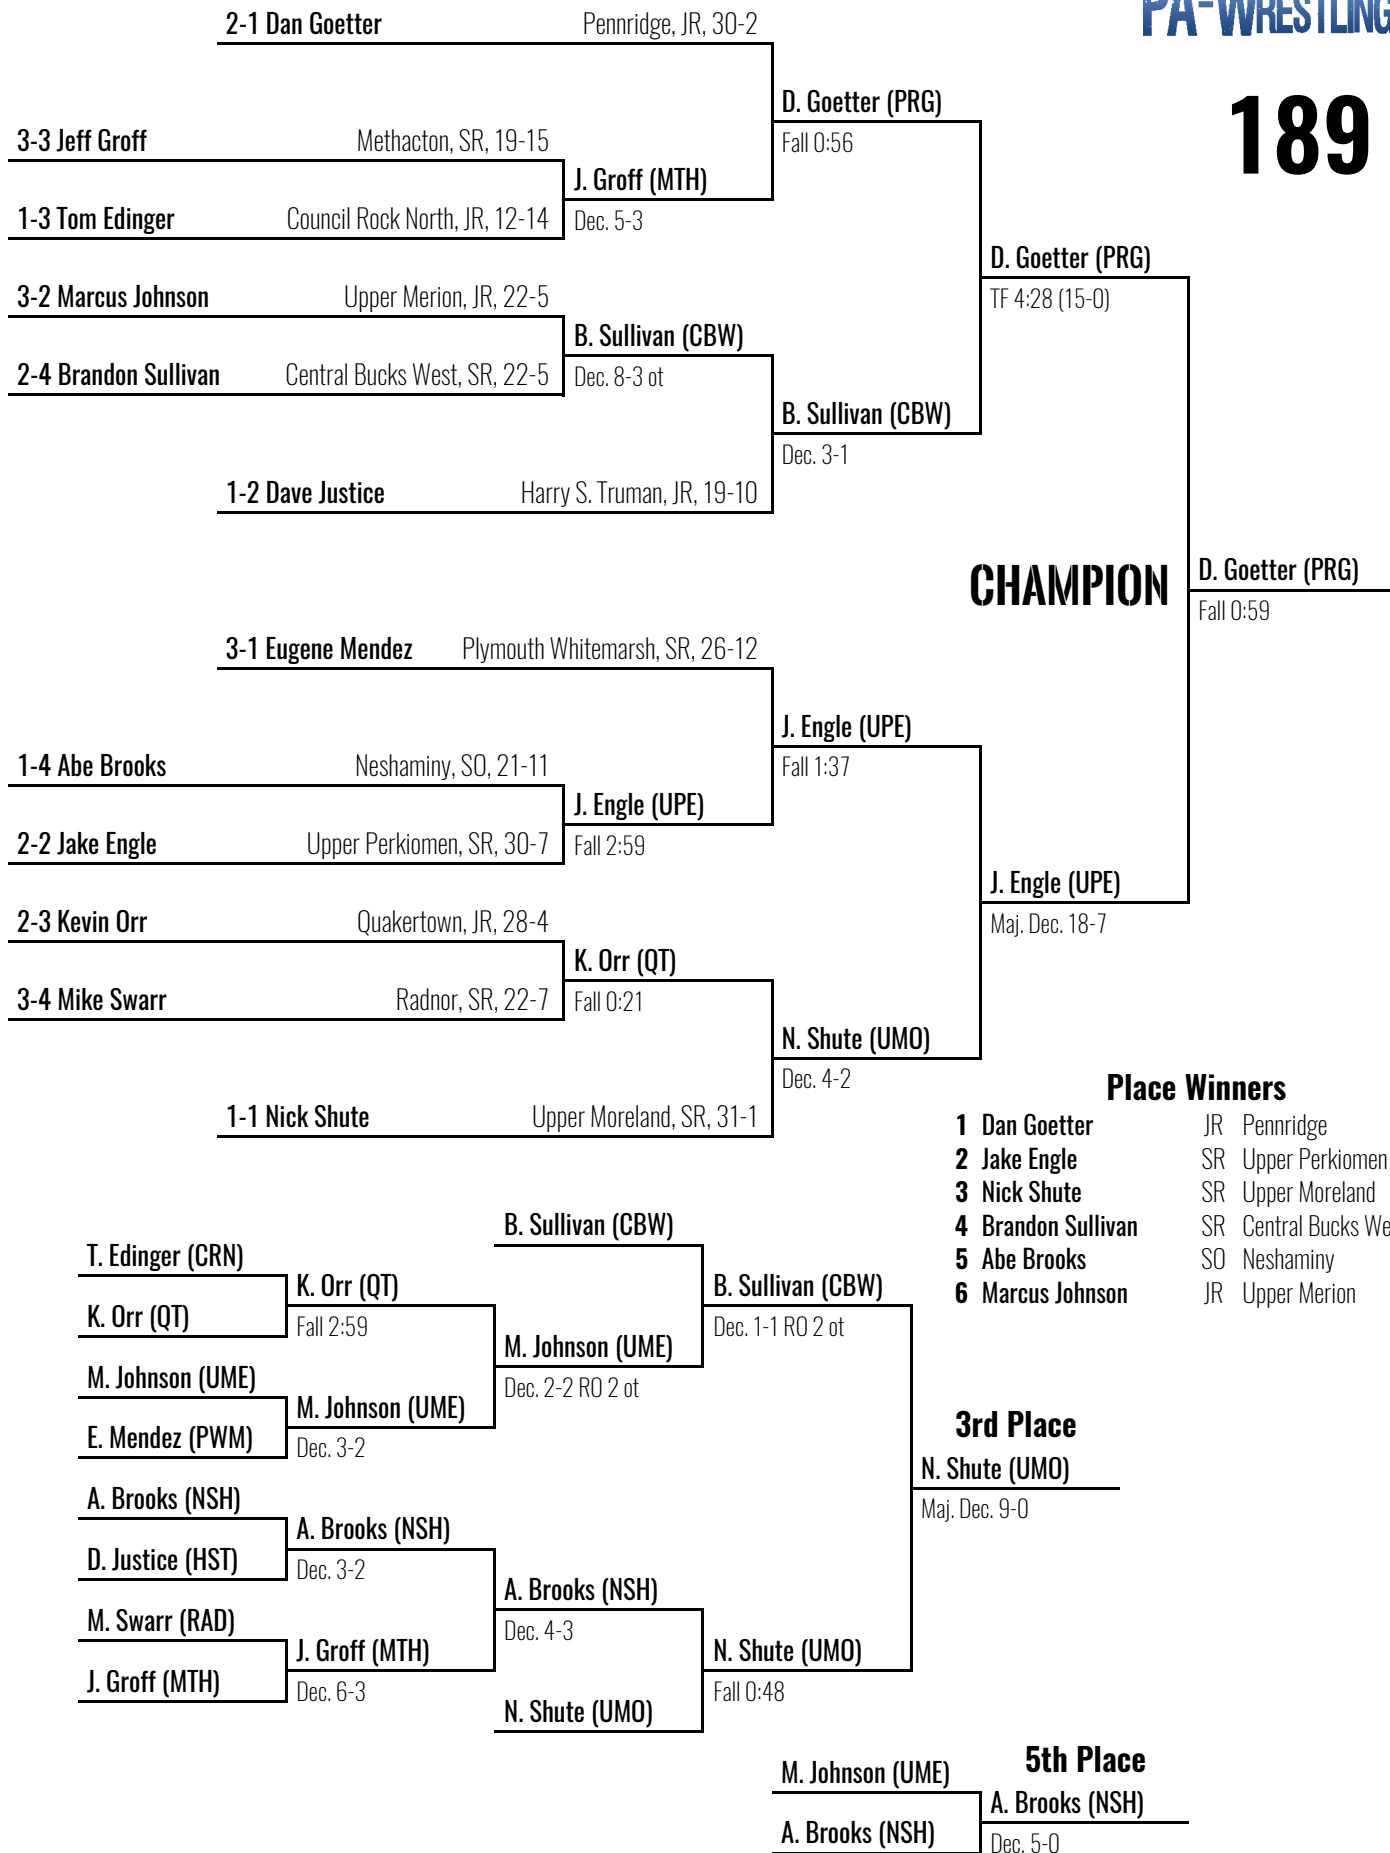 PA-WRESTLING
189
2-1 Dan Goetter Pennridge, JR, 30-2
D. Goetter (PRG)
Fall 0:56
3-3 Jeff Groff Methacton, SR, 19-15
J. Groff (MTH)
Dec. 5-3
1-3 Tom Edinger Council Rock North, JR, 12-14
D. Goetter (PRG)
TF 4:28 (15-0)
3-2 Marcus Johnson Upper Merion, JR, 22-5
B. Sullivan (CBW)
Dec. 8-3 ot
2-4 Brandon Sullivan Central Bucks West, SR, 22-5
B. Sullivan (CBW)
Dec. 3-1
1-2 Dave Justice Harry S. Truman, JR, 19-10
CHAMPION
D. Goetter (PRG)
Fall 0:59
3-1 Eugene Mendez Plymouth Whitemarsh, SR, 26-12
J. Engle (UPE)
Fall 1:37
1-4 Abe Brooks Neshaminy, SO, 21-11
J. Engle (UPE)
Fall 2:59
2-2 Jake Engle Upper Perkiomen, SR, 30-7
J. Engle (UPE)
Maj. Dec. 18-7
2-3 Kevin Orr Quakertown, JR, 28-4
K. Orr (QT)
Fall 0:21
3-4 Mike Swarr Radnor, SR, 22-7
N. Shute (UMO)
Dec. 4-2
1-1 Nick Shute Upper Moreland, SR, 31-1
Place Winners
1 Dan Goetter JR Pennridge
2 Jake Engle SR Upper Perkiomen
3 Nick Shute SR Upper Moreland
4 Brandon Sullivan SR Central Bucks We
5 Abe Brooks SO Neshaminy
6 Marcus Johnson JR Upper Merion
B. Sullivan (CBW)
T. Edinger (CRN)
K. Orr (QT)
Fall 2:59
K. Orr (QT)
B. Sullivan (CBW)
Dec. 1-1 RO 2 ot
M. Johnson (UME)
Dec. 2-2 RO 2 ot
M. Johnson (UME)
M. Johnson (UME)
Dec. 3-2
E. Mendez (PWM)
3rd Place
N. Shute (UMO)
Maj. Dec. 9-0
A. Brooks (NSH)
A. Brooks (NSH)
Dec. 3-2
D. Justice (HST)
A. Brooks (NSH)
Dec. 4-3
M. Swarr (RAD)
J. Groff (MTH)
Dec. 6-3
J. Groff (MTH)
N. Shute (UMO)
Fall 0:48
N. Shute (UMO)
5th Place
M. Johnson (UME)
A. Brooks (NSH)
Dec. 5-0
A. Brooks (NSH)